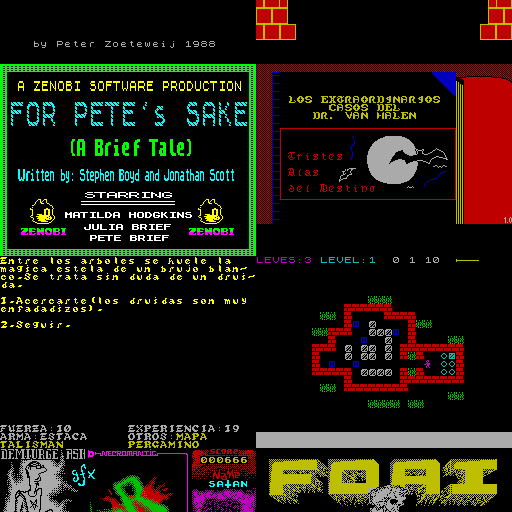 by Peter Zoeteweij 1988
A ZENOBI SOFTWARE PRODUCTION
FOR PETE's SAKE
(A Brief Tale)
Written by: Stephen Boyd and Jonathan Scott
STARRING
MATILDA HODGKINS
JULIA BRIEF
PETE BRIEF
ZENOBI
ZENOBI
LOS EXTRAORDINARIOS
CASOS DEL
DR. VAN HALEN
Tristes
Dias
del Destino
1.0
Entre los arboles se huele la
magica estela de un brujo blan-
co.Se trata sin duda de un drui-
da.
1.Acercarte(los druidas son muy
enfadadizos).
2.Seguir.
FUERZA:10
EXPERIENCIA:19
ARMA:ESTACA
OTROS:MAPA
TALISMAN
PERGAMINO
LEVES:3 LEVEL:1 0 1 10
DEMIURGE ASH
gfx
NECROMANTIC
SCORE
000666
SATAN
FOAI